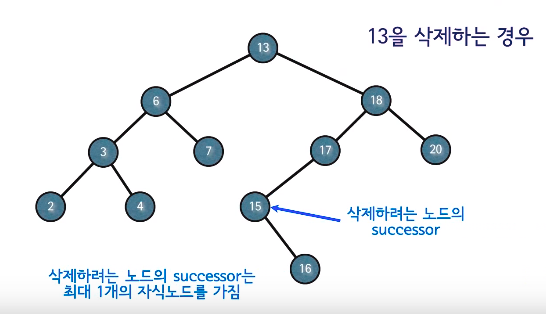 13을 삭제하는 경우
13
6
18
3
7
17
20
2
4
15
삭제하려는 노드의
successor
16
삭제하려는 노드의 successor는
최대 1개의 자식노드를 가짐